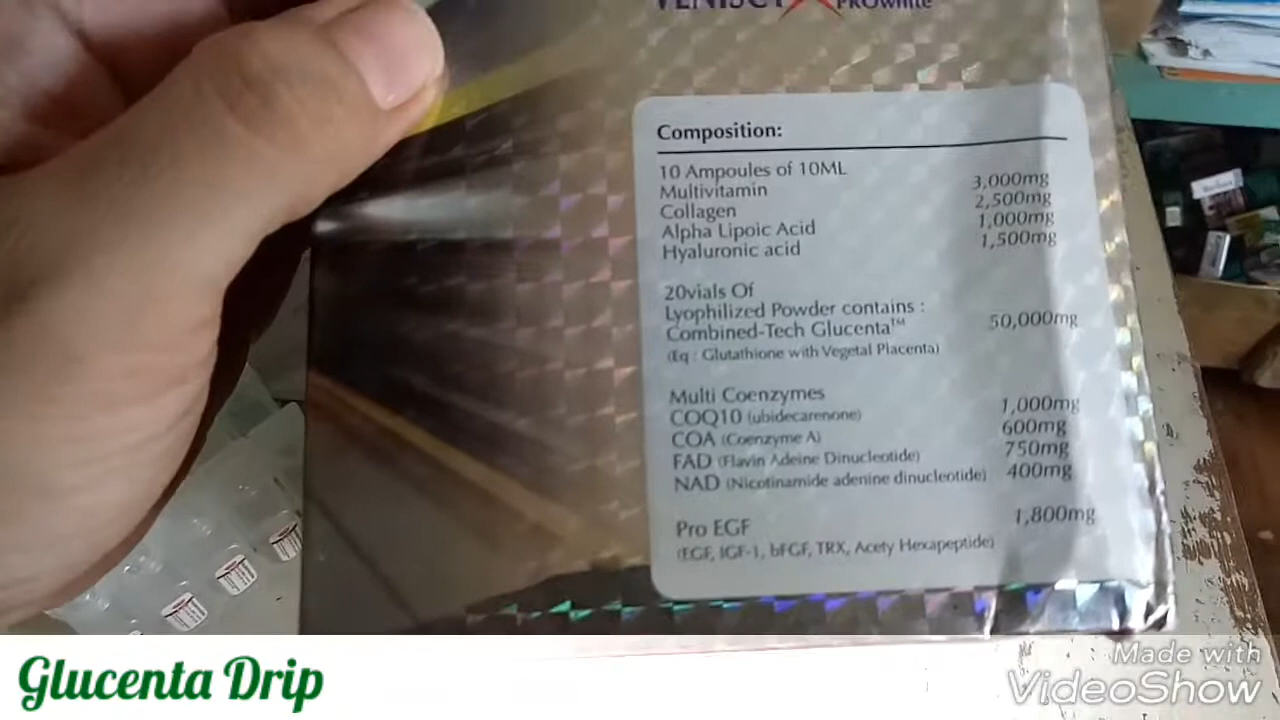 VENISCY PROwhite
Composition:
10 Ampoules of 10ML
Multivitamin 3,000mg
Collagen 2,500mg
Alpha Lipoic Acid 1,000mg
Hyaluronic acid 1,500mg
20vials Of
Lyophilized Powder contains :
Combined-Tech Glucenta™ 50,000mg
(Eq : Glutathione with Vegetal Placenta)
Multi Coenzymes
COQ10 (ubidecarenone) 1,000mg
COA (Coenzyme A) 600mg
FAD (Flavin Adeine Dinucleotide) 750mg
NAD (Nicotinamide adenine dinucleotide) 400mg
Pro EGF 1,800mg
(EGF, IGF-1, bFGF, TRX, Acety Hexapeptide)
Glucenta Drip
Made with
VideoShow